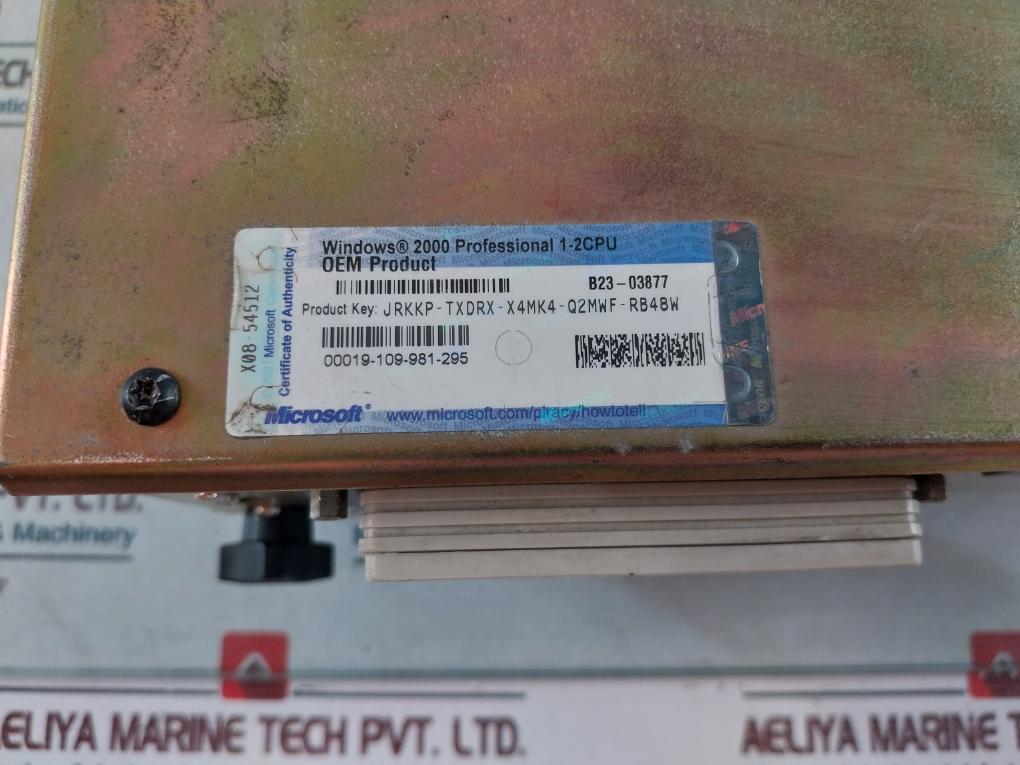 Windows® 2000 Professional 1-2CPU
OEM Product
B23-03877
Product Key: JRKKP-TXDRX-X4MK4-Q2MWF-RB48W
00019-109-981-295
X08-54512
Certificate of Authenticity
Microsoft®
www.microsoft.com/piracy/howtotell
PVT. LTD.
& Machinery
AELIYA MARINE TECH PVT. LTD.
AELIYA MARINE